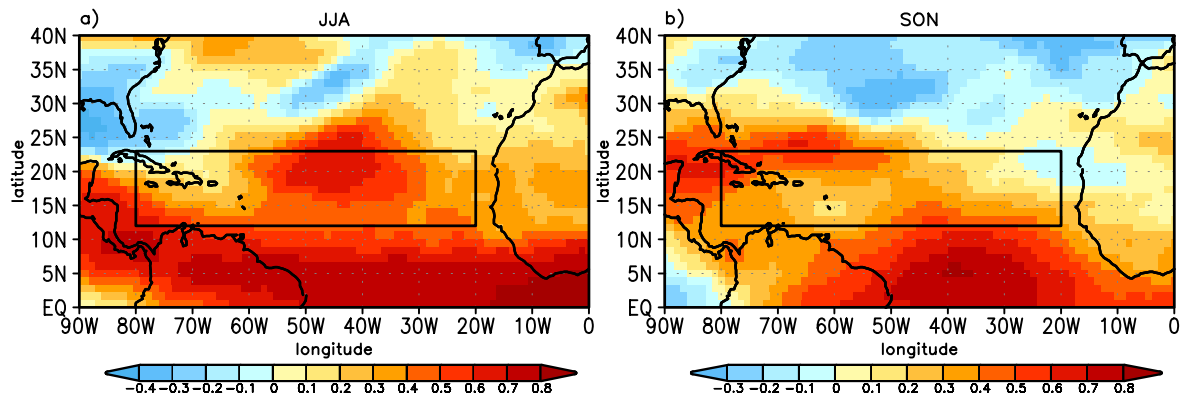 a) JJA
40N
35N
30N
25N
20N
15N
10N
5N
EQ
latitude
90W 80W 70W 60W 50W 40W 30W 20W 10W 0
longitude
-0.4 -0.3 -0.2 -0.1 0 0.1 0.2 0.3 0.4 0.5 0.6 0.7 0.8
b) SON
40N
35N
30N
25N
20N
15N
10N
5N
EQ
latitude
90W 80W 70W 60W 50W 40W 30W 20W 10W 0
longitude
-0.3 -0.2 -0.1 0 0.1 0.2 0.3 0.4 0.5 0.6 0.7 0.8